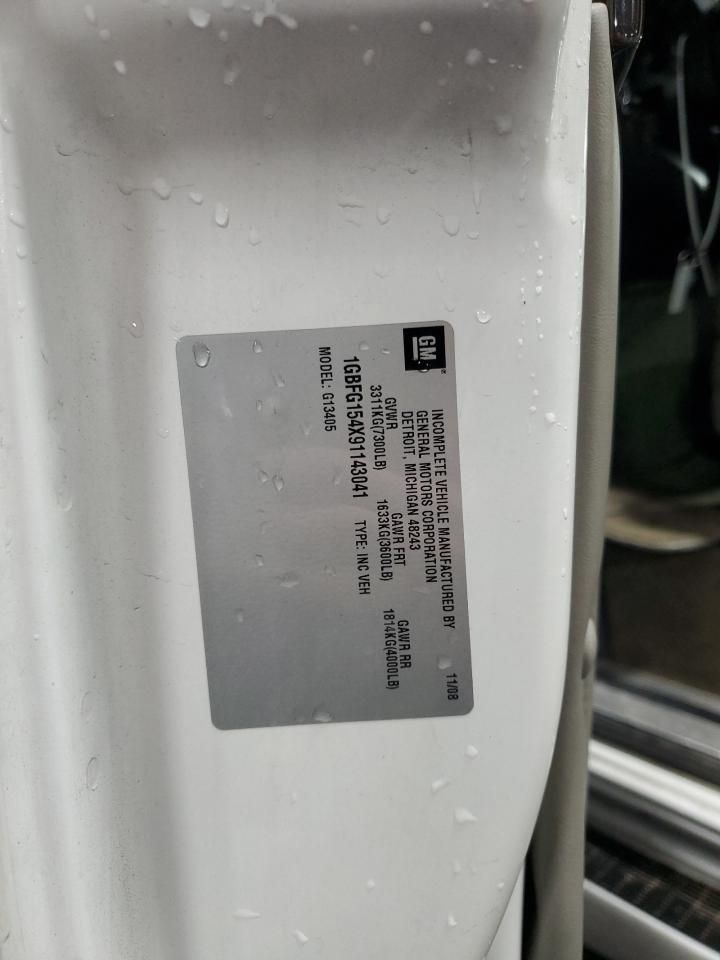 GM
INCOMPLETE VEHICLE MANUFACTURED BY 11/08
GENERAL MOTORS CORPORATION
DETROIT, MICHIGAN 48243
GVWR GAWR FRT GAWR RR
3311KG(7300LB) 1633KG(3600LB) 1814KG(4000LB)
1GBFG154X91143041 TYPE: INC VEH
MODEL: G13405